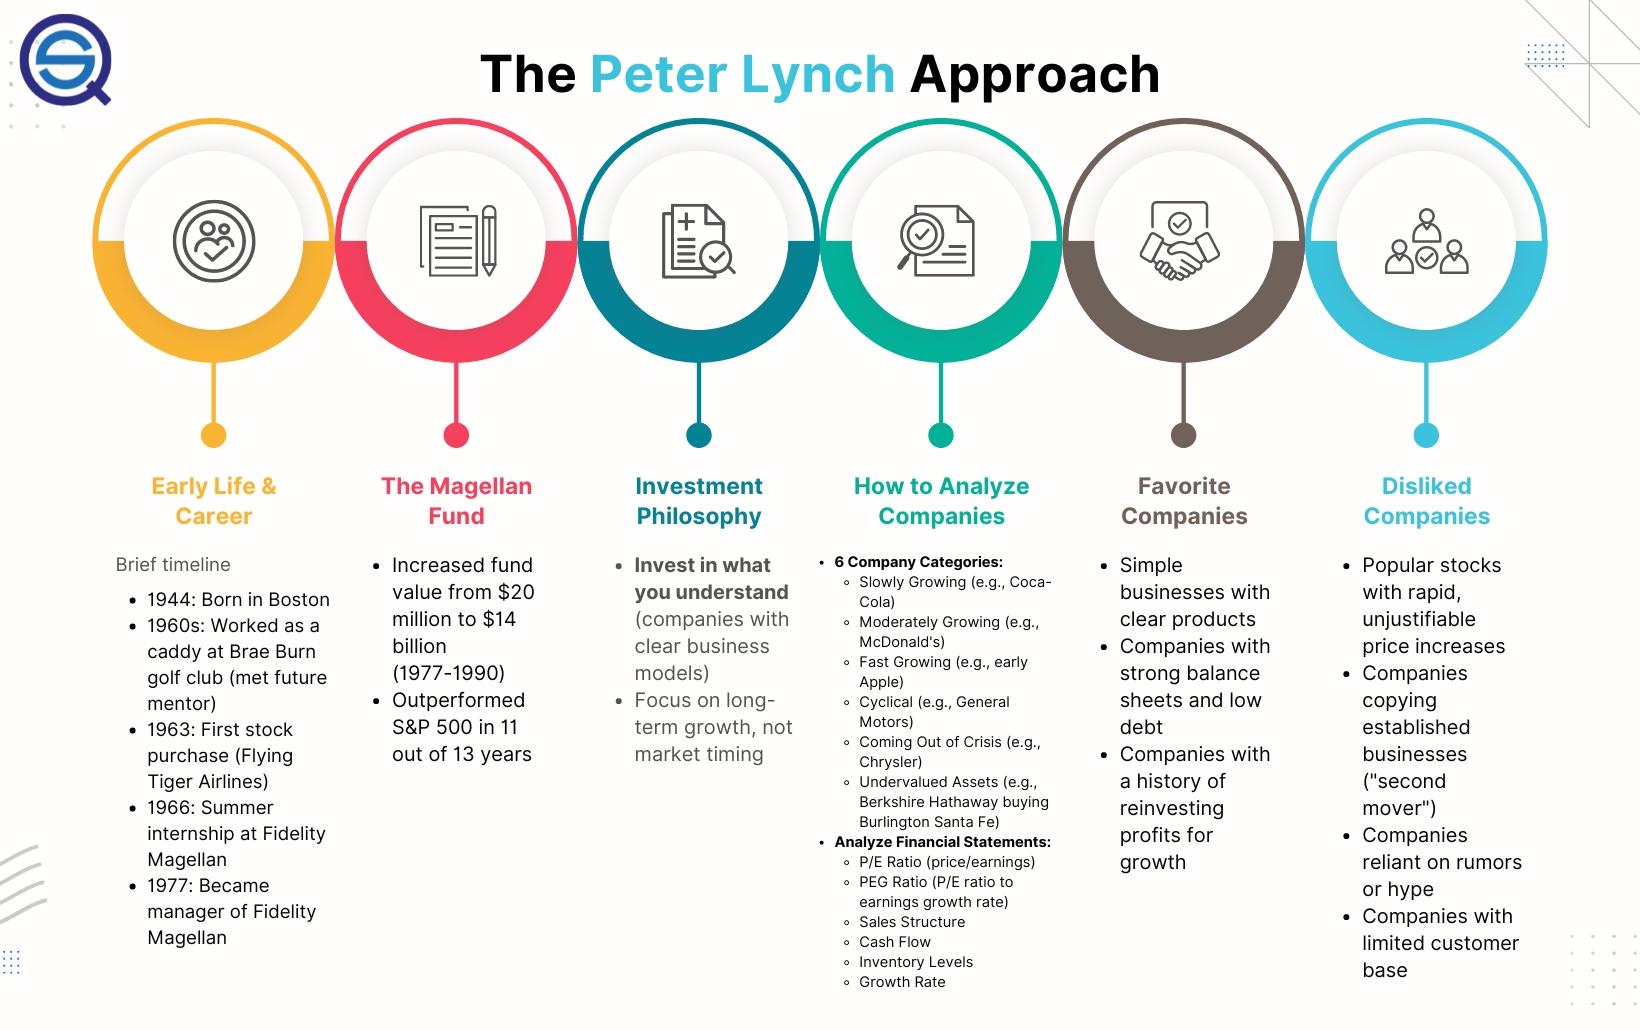 The Peter Lynch Approach
Early Life &
Career
Brief timeline
• 1944: Born in Boston
• 1960s: Worked as a
caddy at Brae Burn
golf club (met future
mentor)
• 1963: First stock
purchase (Flying
Tiger Airlines)
• 1966: Summer
internship at Fidelity
Magellan
• 1977: Became
manager of Fidelity
Magellan
The Magellan
Fund
• Increased fund
value from $20
million to $14
billion
(1977-1990)
• Outperformed
S&P 500 in 11
out of 13 years
Investment
Philosophy
• Invest in what
you understand
(companies with
clear business
models)
• Focus on long-
term growth, not
market timing
How to Analyze
Companies
• 6 Company Categories:
◦ Slowly Growing (e.g., Coca-
Cola)
◦ Moderately Growing (e.g.,
McDonald's)
◦ Fast Growing (e.g., early
Apple)
◦ Cyclical (e.g., General
Motors)
◦ Coming Out of Crisis (e.g.,
Chrysler)
◦ Undervalued Assets (e.g.,
Berkshire Hathaway buying
Burlington Santa Fe)
• Analyze Financial Statements:
◦ P/E Ratio (price/earnings)
◦ PEG Ratio (P/E ratio to
earnings growth rate)
◦ Sales Structure
◦ Cash Flow
◦ Inventory Levels
◦ Growth Rate
Favorite
Companies
• Simple
businesses with
clear products
• Companies with
strong balance
sheets and low
debt
• Companies with
a history of
reinvesting
profits for
growth
Disliked
Companies
• Popular stocks
with rapid,
unjustifiable
price increases
• Companies
copying
established
businesses
("second
mover")
• Companies
reliant on rumors
or hype
• Companies with
limited customer
base